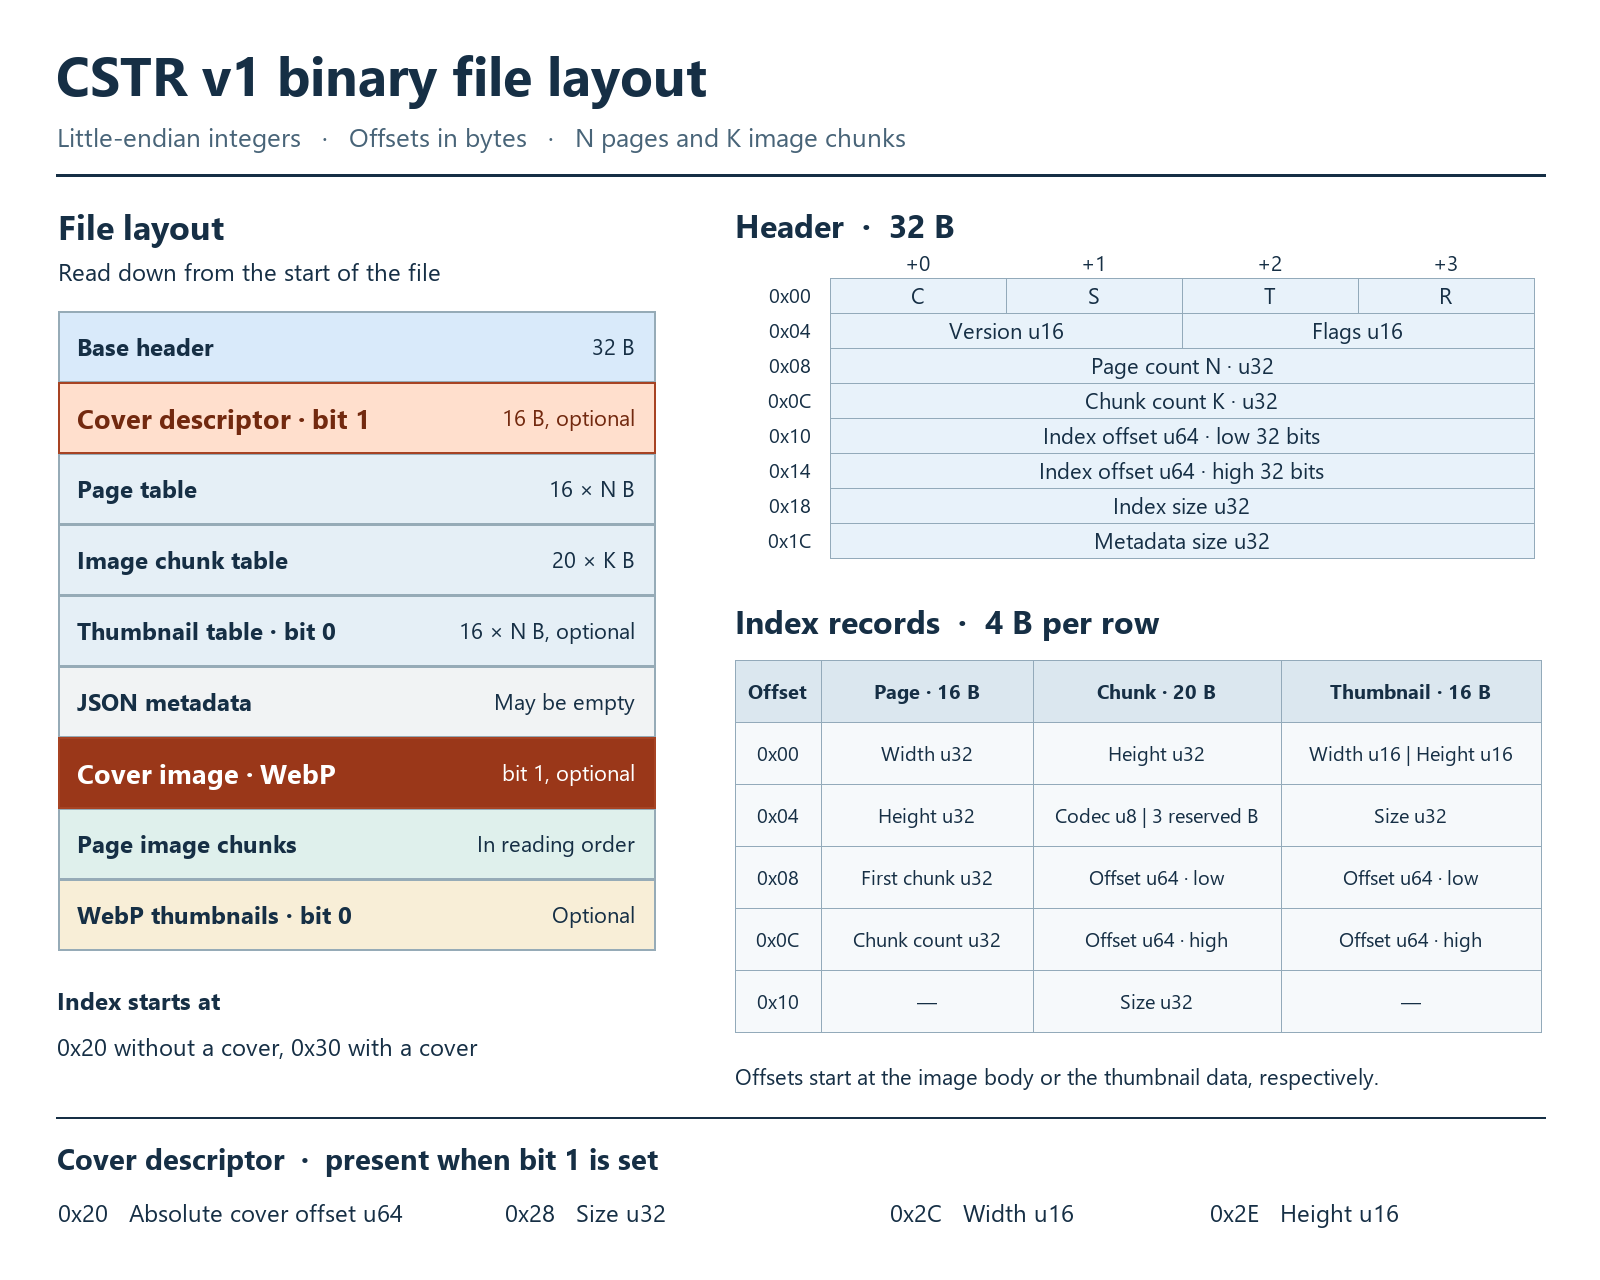 CSTR v1 binary file layout
Little-endian integers · Offsets in bytes · N pages and K image chunks
File layout
Read down from the start of the file
Base header 32 B
Cover descriptor · bit 1 16 B, optional
Page table 16 × N B
Image chunk table 20 × K B
Thumbnail table · bit 0 16 × N B, optional
JSON metadata May be empty
Cover image · WebP bit 1, optional
Page image chunks In reading order
WebP thumbnails · bit 0 Optional
Index starts at
0x20 without a cover, 0x30 with a cover
Header · 32 B
+0 +1 +2 +3
0x00 C S T R
0x04 Version u16 Flags u16
0x08 Page count N · u32
0x0C Chunk count K · u32
0x10 Index offset u64 · low 32 bits
0x14 Index offset u64 · high 32 bits
0x18 Index size u32
0x1C Metadata size u32
Index records · 4 B per row
Offset Page · 16 B Chunk · 20 B Thumbnail · 16 B
0x00 Width u32 Height u32 Width u16 | Height u16
0x04 Height u32 Codec u8 | 3 reserved B Size u32
0x08 First chunk u32 Offset u64 · low Offset u64 · low
0x0C Chunk count u32 Offset u64 · high Offset u64 · high
0x10 — Size u32 —
Offsets start at the image body or the thumbnail data, respectively.
Cover descriptor · present when bit 1 is set
0x20 Absolute cover offset u64 0x28 Size u32 0x2C Width u16 0x2E Height u16